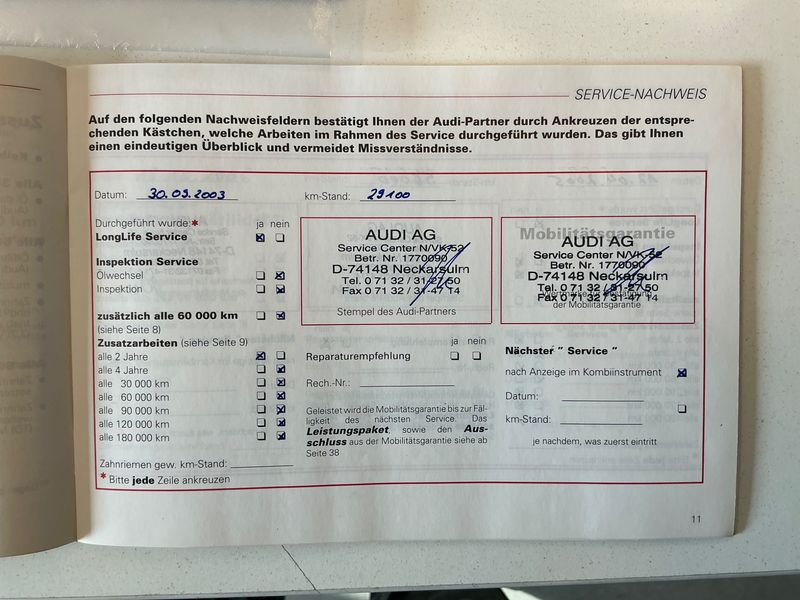 SERVICE-NACHWEIS
Auf den folgenden Nachweisfeldern bestätigt Ihnen der Audi-Partner durch Ankreuzen der entspre-
chenden Kästchen, welche Arbeiten im Rahmen des Service durchgeführt wurden. Das gibt Ihnen
einen eindeutigen Überblick und vermeidet Missverständnisse.
Datum: 30.09.2003 km-Stand: 29100
Durchgeführt wurde:* ja nein
LongLife Service
Inspektion Service
Ölwechsel
Inspektion
zusätzlich alle 60 000 km
(siehe Seite 8)
Zusatzarbeiten (siehe Seite 9)
alle 2 Jahre
alle 4 Jahre
alle 30 000 km
alle 60 000 km
alle 90 000 km
alle 120 000 km
alle 180 000 km
Zahnriemen gew. km-Stand:
* Bitte jede Zeile ankreuzen
AUDI AG
Service Center N/VK-52
Betr. Nr. 1770090
D-74148 Neckarsulm
Tel. 0 71 32 / 31-27 50
Fax 0 71 32 / 31-47 14
Stempel des Audi-Partners
ja nein
Reparaturempfehlung
Rech.-Nr.:
Geleistet wird die Mobilitätsgarantie bis zur Fäl-
ligkeit des nächsten Service. Das
Leistungspaket, sowie den Aus-
schluss aus der Mobilitätsgarantie siehe ab
Seite 38
Mobilitätsgarantie
AUDI AG
Service Center N/VK-52
Betr. Nr. 1770090
D-74148 Neckarsulm
Tel. 0 71 32 / 31-27 50
Fax 0 71 32 / 31-47 14
der Mobilitätsgarantie
Nächster " Service "
nach Anzeige im Kombiinstrument
Datum:
km-Stand:
je nachdem, was zuerst eintritt
11